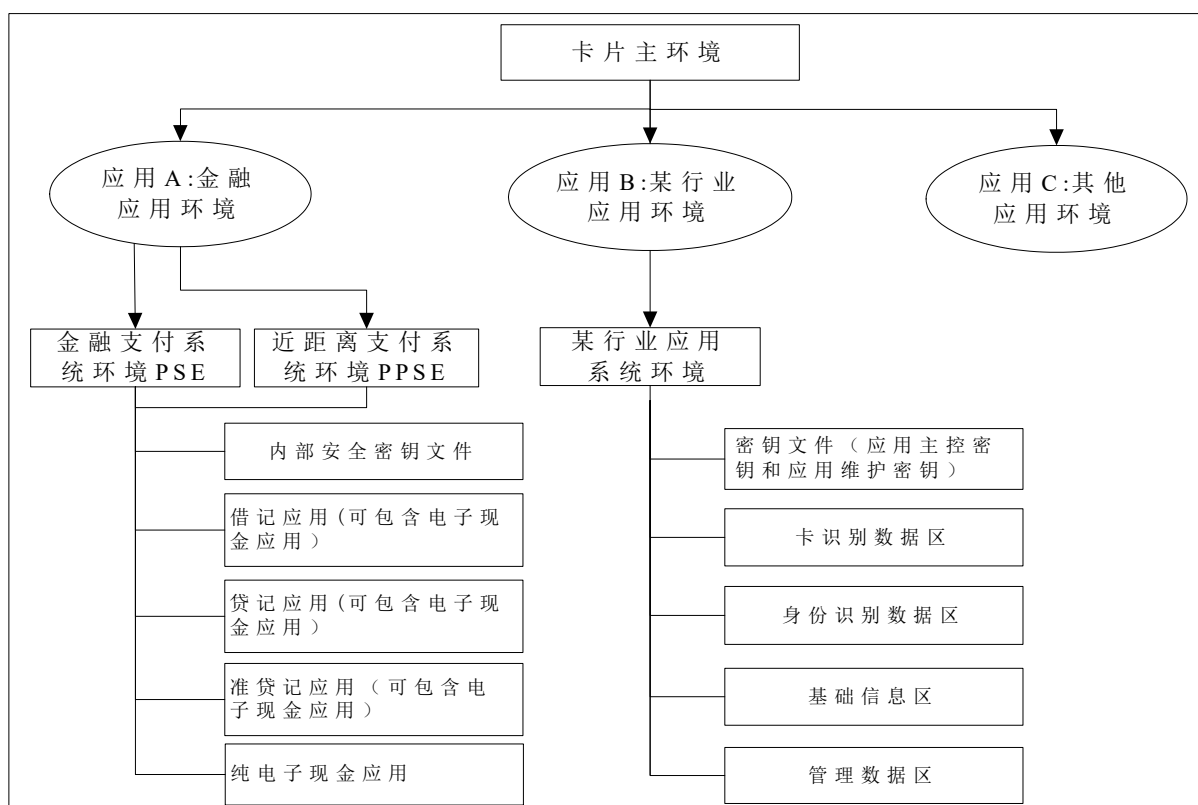 卡片主环境
应用A:金融
应用环境
应用B:某行业
应用环境
应用C:其他
应用环境
金融支付系
统环境PSE
近距离支付系
统环境PPSE
某行业应用
系统环境
内部安全密钥文件
借记应用(可包含电子现
金应用）
贷记应用(可包含电子现
金应用）
准贷记应用（可包含电
子现金应用）
纯电子现金应用
密钥文件（应用主控密
钥和应用维护密钥）
卡识别数据区
身份识别数据区
基础信息区
管理数据区